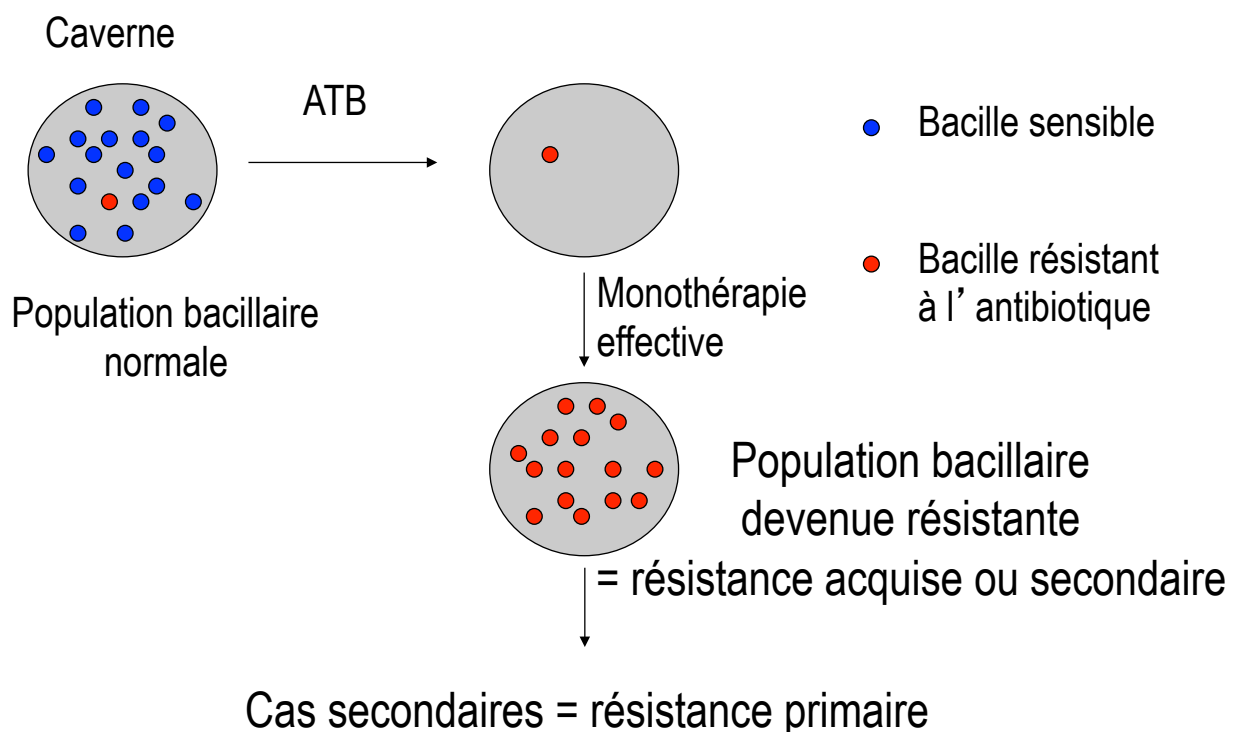 Caverne
ATB
Bacille sensible
Bacille résistant
à l’ antibiotique
Population bacillaire
normale
Monothérapie
effective
Population bacillaire
devenue résistante
= résistance acquise ou secondaire
Cas secondaires = résistance primaire